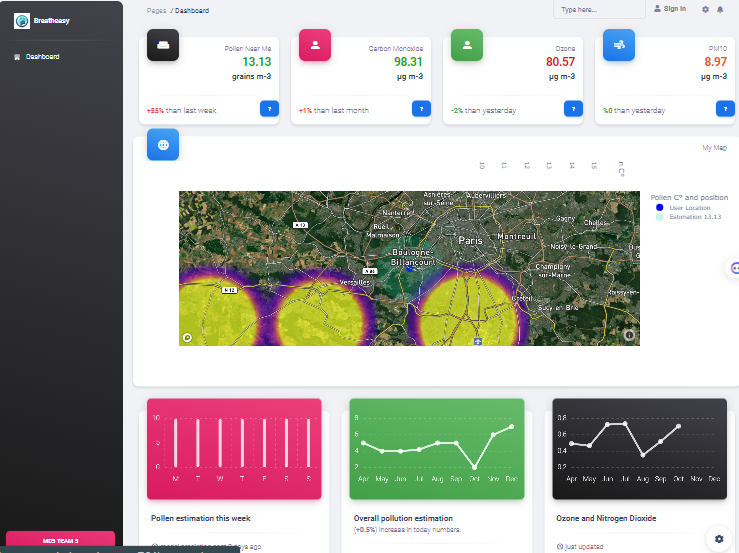 Breatheasy
Pages / Dashboard
Type here...
Sign In
Dashboard
Pollen Near Me
13.13
grains m-3
+55% than last week
?
Carbon Monoxide
98.31
µg m-3
+1% than last month
?
Ozone
80.57
µg m-3
-2% than yesterday
?
PM10
8.97
µg m-3
%0 than yesterday
?
My Map
10 11 12 13 14 15 n C°
Pollen C° and position
User Location
Estimation 13.13
Asnières-
sur-Seine
Aubervilliers
Nanterre
Rueil-
Malmaison
Gagny
Chelles
A 13
Paris
Montreuil
Boulogne-
Billancourt
Noisy-le-Grand
A 86
Versailles
Champigny
-sur-Marne
N 12
Créteil
Roissy-en-
Sucy-en-Brie
10
5
0
M T W T F S S
Pollen estimation this week
8
6
4
2
Apr May Jun Jul Aug Sep Oct Nov Dec
Overall pollution estimation
(+0.5%) increase in today numbers.
0,8
0,6
0,4
0,2
Apr May Jun Jul Aug Sep Oct Nov Dec
Ozone and Nitrogen Dioxide
just updated
days ago
TEAM 5